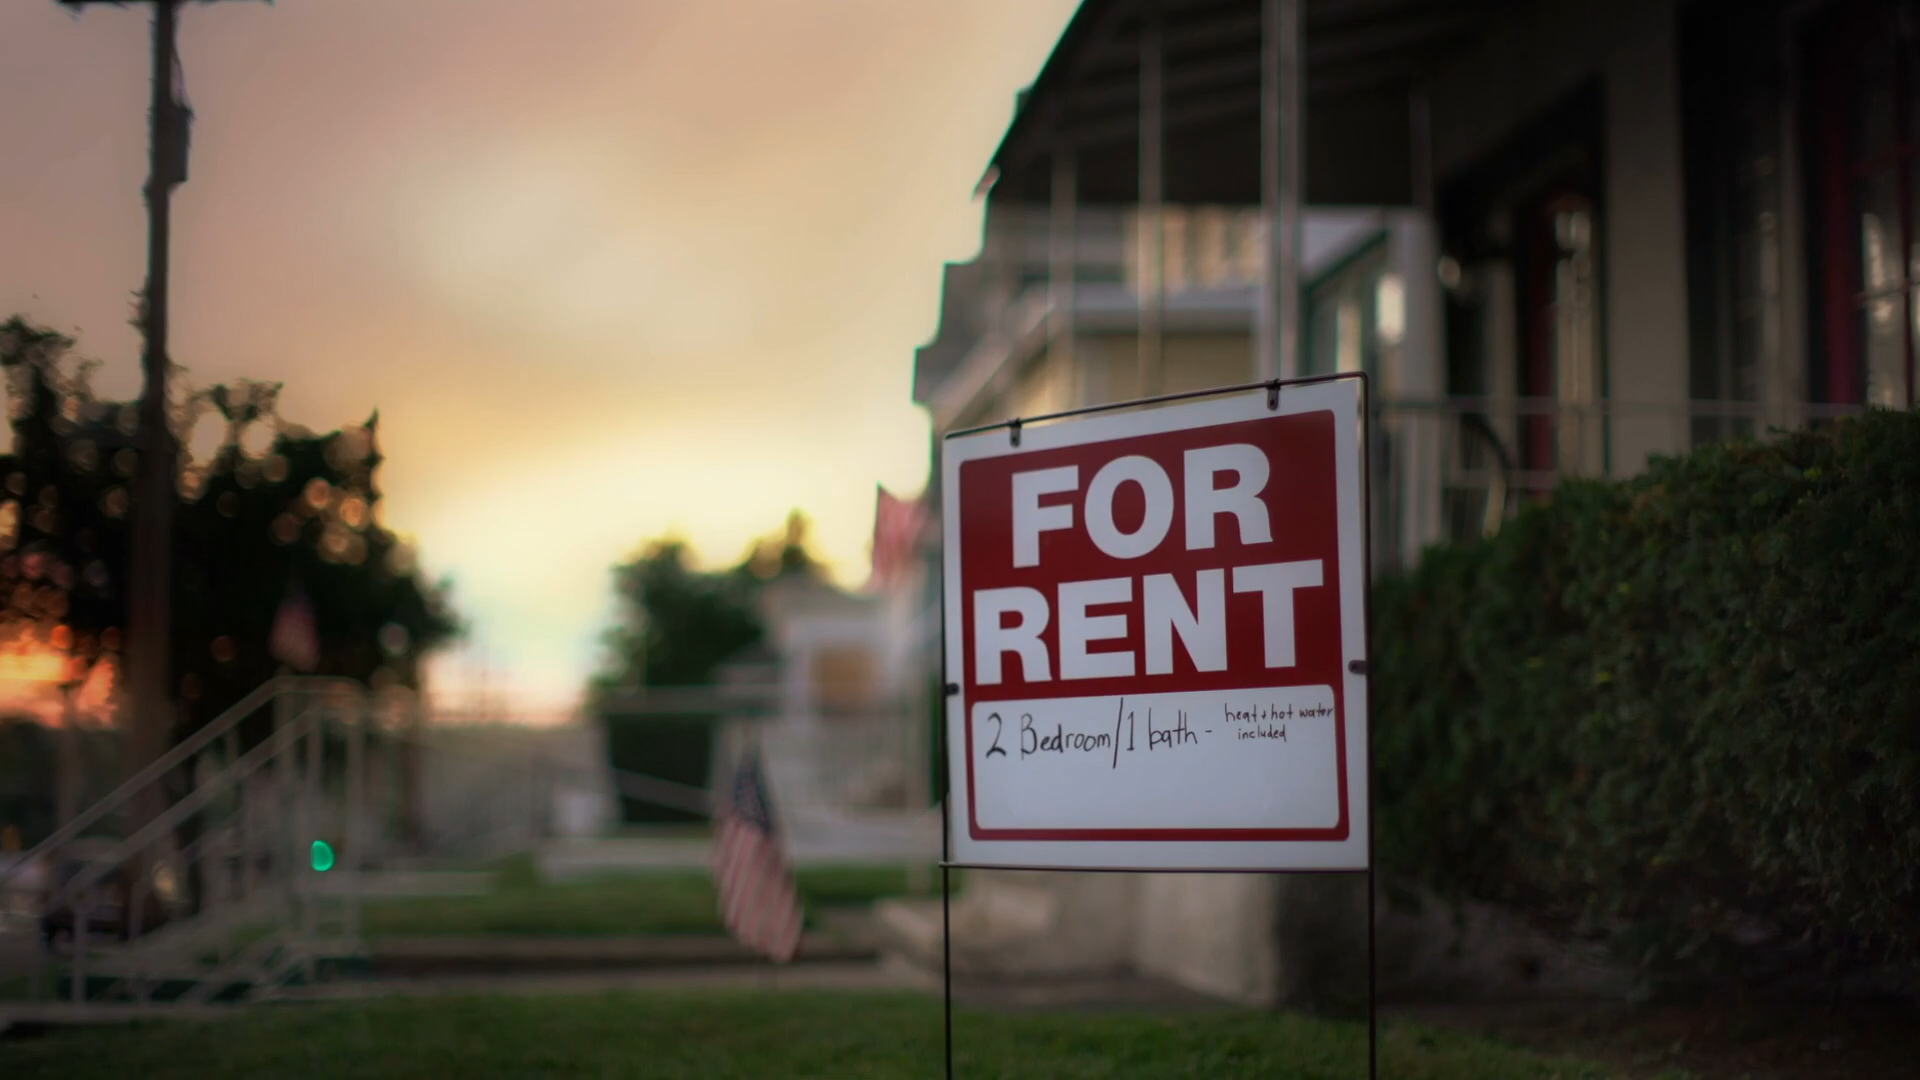 FOR
RENT
2 Bedroom/1 bath - heat + hot water
included